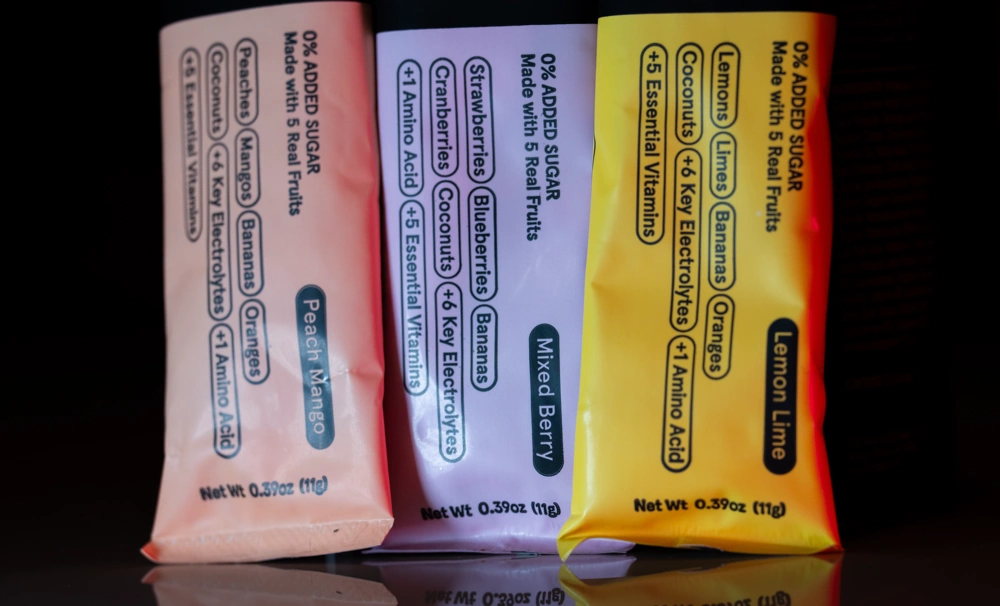 0% ADDED SUGAR
Made with 5 Real Fruits
Peaches Mangos Bananas Oranges
Coconuts +6 Key Electrolytes +1 Amino Acid
+5 Essential Vitamins
Peach Mango
Net Wt 0.39oz (11g)
0% ADDED SUGAR
Made with 5 Real Fruits
Strawberries Blueberries Bananas
Cranberries Coconuts +6 Key Electrolytes
+1 Amino Acid +5 Essential Vitamins
Mixed Berry
Net Wt 0.39oz (11g)
0% ADDED SUGAR
Made with 5 Real Fruits
Lemons Limes Bananas Oranges
Coconuts +6 Key Electrolytes +1 Amino Acid
+5 Essential Vitamins
Lemon Lime
Net Wt 0.39oz (11g)